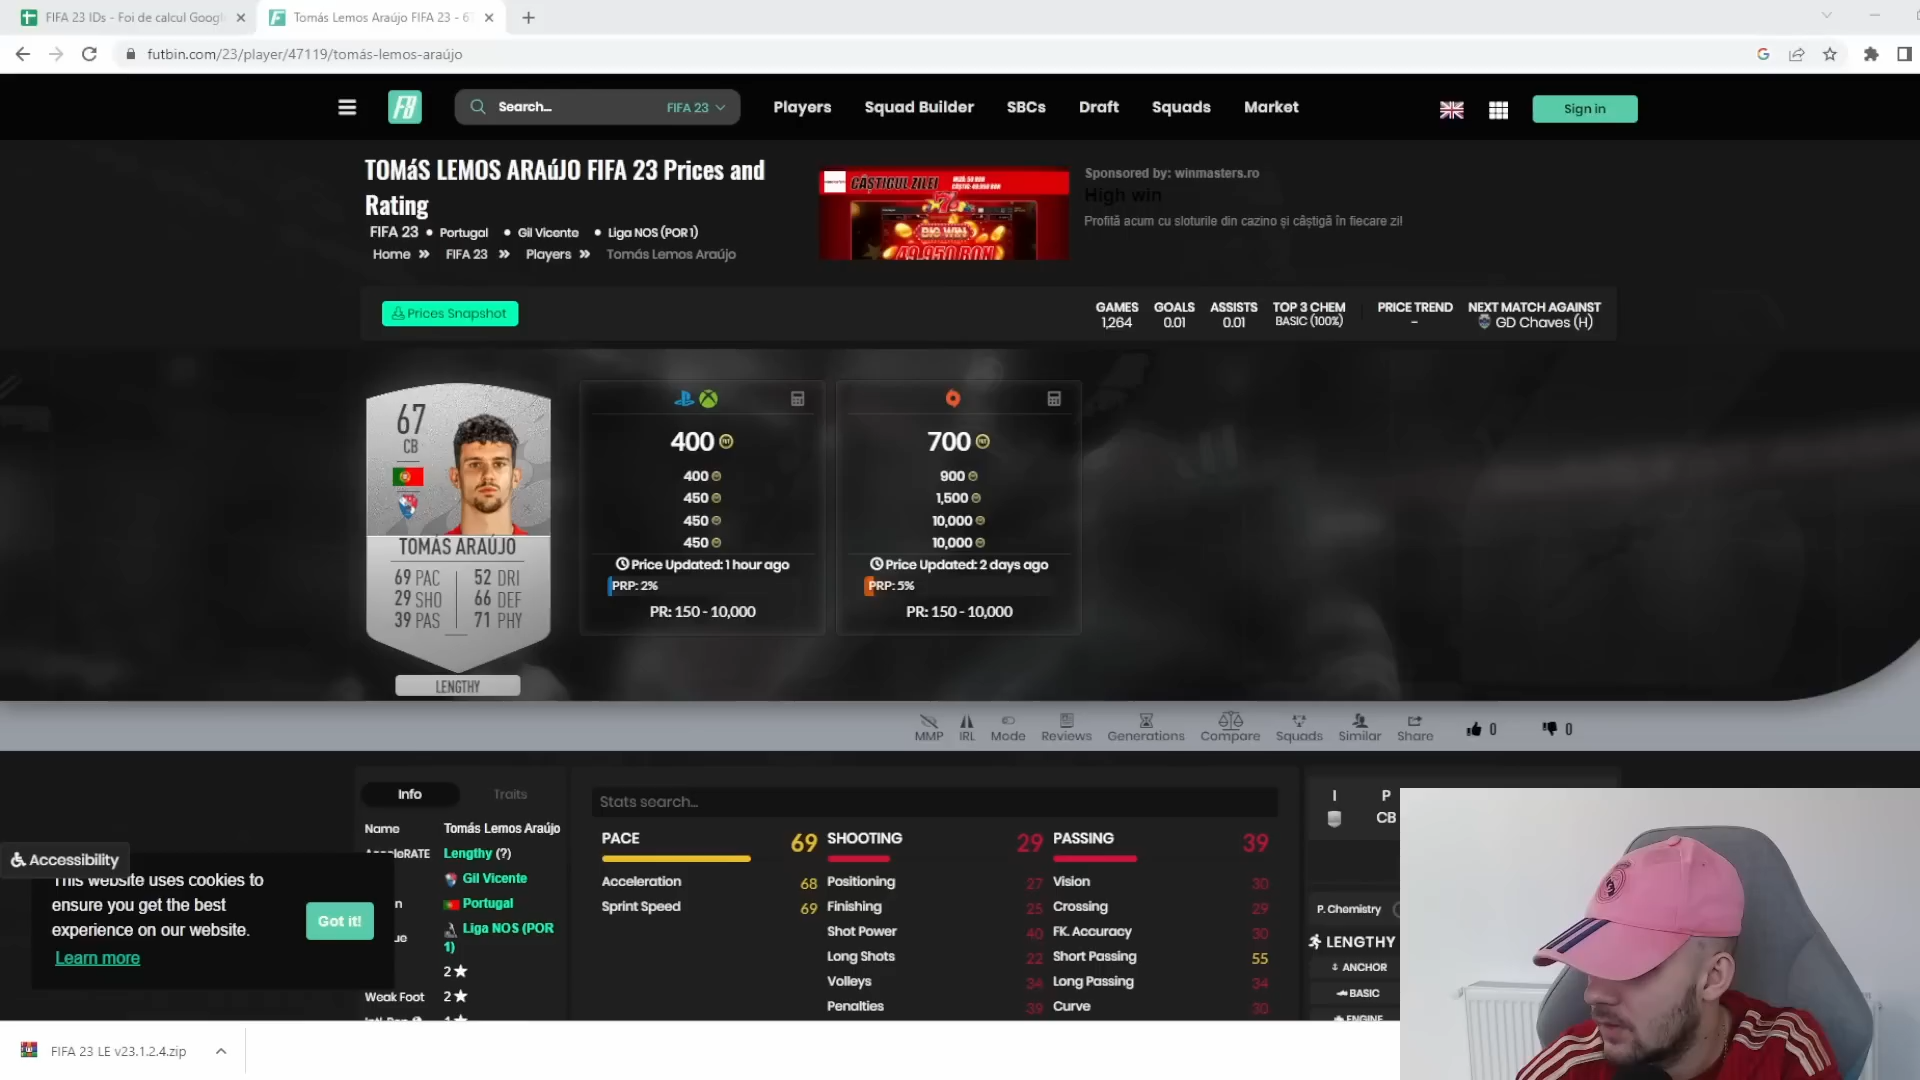 FIFA 23 IDs - Foi de calcul Googl
Tomás Lemos Araújo FIFA 23 - 6
futbin.com/23/player/47119/tomás-lemos-araújo
Search...
FIFA 23
Players
Squad Builder
SBCs
Draft
Squads
Market
Sign in
TOMáS LEMOS ARAúJO FIFA 23 Prices and
Rating
FIFA 23 • Portugal • Gil Vicente • Liga NOS (POR 1)
Home » FIFA 23 » Players » Tomás Lemos Araújo
CÂȘTIGUL ZILEI
BIG WIN
49.950 RON
Sponsored by: winmasters.ro
High win
Profită acum cu sloturile din cazino și câștigă în fiecare zi!
Prices Snapshot
GAMES
1,264
GOALS
0.01
ASSISTS
0.01
TOP 3 CHEM
BASIC (100%)
PRICE TREND
-
NEXT MATCH AGAINST
GD Chaves (H)
67
CB
TOMÁS ARAÚJO
69 PAC 52 DRI
29 SHO 66 DEF
39 PAS 71 PHY
LENGTHY
400
400
450
450
450
Price Updated: 1 hour ago
PRP: 2%
PR: 150 - 10,000
700
900
1,500
10,000
10,000
Price Updated: 2 days ago
PRP: 5%
PR: 150 - 10,000
MMP
IRL
Mode
Reviews
Generations
Compare
Squads
Similar
Share
0
0
Info
Traits
Name Tomás Lemos Araújo
AcceleRATE Lengthy (?)
Gil Vicente
Portugal
Liga NOS (POR
1)
2★
Weak Foot 2★
Stats search...
PACE 69
Acceleration 68
Sprint Speed 69
SHOOTING 29
Positioning 27
Finishing 25
Shot Power 40
Long Shots 22
Volleys 34
Penalties 39
PASSING 39
Vision 30
Crossing 29
FK. Accuracy 30
Short Passing 55
Long Passing 34
Curve 30
I P
CB
P. Chemistry
LENGTHY
ANCHOR
BASIC
ENGINE
Accessibility
This website uses cookies to
ensure you get the best
experience on our website.
Learn more
Got it!
FIFA 23 LE v23.1.2.4.zip